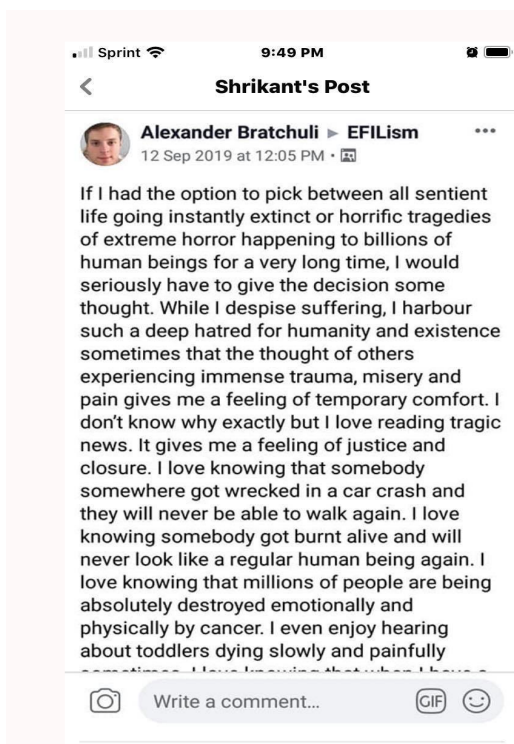 Sprint 9:49 PM
Shrikant's Post
Alexander Bratchuli ▸ EFILism
12 Sep 2019 at 12:05 PM •
If I had the option to pick between all sentient
life going instantly extinct or horrific tragedies
of extreme horror happening to billions of
human beings for a very long time, I would
seriously have to give the decision some
thought. While I despise suffering, I harbour
such a deep hatred for humanity and existence
sometimes that the thought of others
experiencing immense trauma, misery and
pain gives me a feeling of temporary comfort. I
don't know why exactly but I love reading tragic
news. It gives me a feeling of justice and
closure. I love knowing that somebody
somewhere got wrecked in a car crash and
they will never be able to walk again. I love
knowing somebody got burnt alive and will
never look like a regular human being again. I
love knowing that millions of people are being
absolutely destroyed emotionally and
physically by cancer. I even enjoy hearing
about toddlers dying slowly and painfully
Write a comment...
GIF